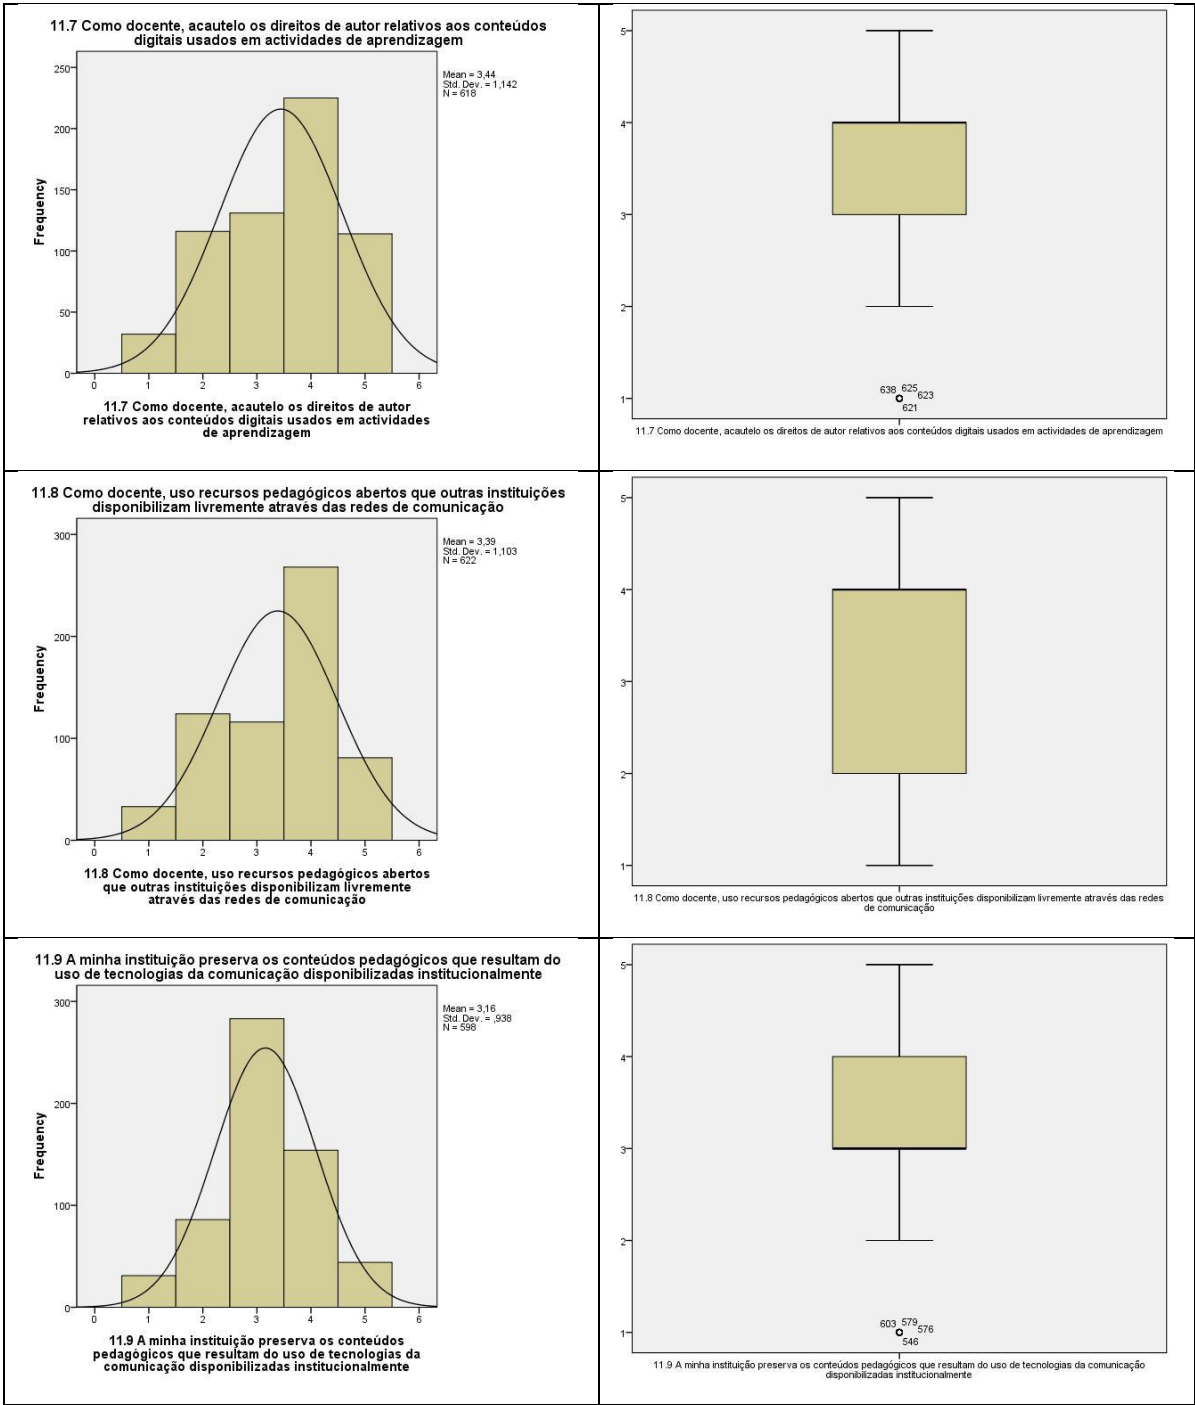 11.7 Como docente, acautelo os direitos de autor relativos aos conteúdos
digitais usados em actividades de aprendizagem
Mean = 3,44
Std. Dev. = 1,142
N = 618
Frequency
250
200
150
100
50
0
0 1 2 3 4 5 6
11.7 Como docente, acautelo os direitos de autor
relativos aos conteúdos digitais usados em actividades
de aprendizagem
5
4
3
2
1
638 625
623
621
11.7 Como docente, acautelo os direitos de autor relativos aos conteúdos digitais usados em actividades de aprendizagem
11.8 Como docente, uso recursos pedagógicos abertos que outras instituições
disponibilizam livremente através das redes de comunicação
Mean = 3,39
Std. Dev. = 1,103
N = 622
Frequency
300
200
100
0
0 1 2 3 4 5 6
11.8 Como docente, uso recursos pedagógicos abertos
que outras instituições disponibilizam livremente
através das redes de comunicação
5
4
3
2
1
11.8 Como docente, uso recursos pedagógicos abertos que outras instituições disponibilizam livremente através das redes
de comunicação
11.9 A minha instituição preserva os conteúdos pedagógicos que resultam do
uso de tecnologias da comunicação disponibilizadas institucionalmente
Mean = 3,16
Std. Dev. = ,938
N = 598
Frequency
300
200
100
0
0 1 2 3 4 5 6
11.9 A minha instituição preserva os conteúdos
pedagógicos que resultam do uso de tecnologias da
comunicação disponibilizadas institucionalmente
5
4
3
2
1
603 579
576
546
11.9 A minha instituição preserva os conteúdos pedagógicos que resultam do uso de tecnologias da comunicação
disponibilizadas institucionalmente